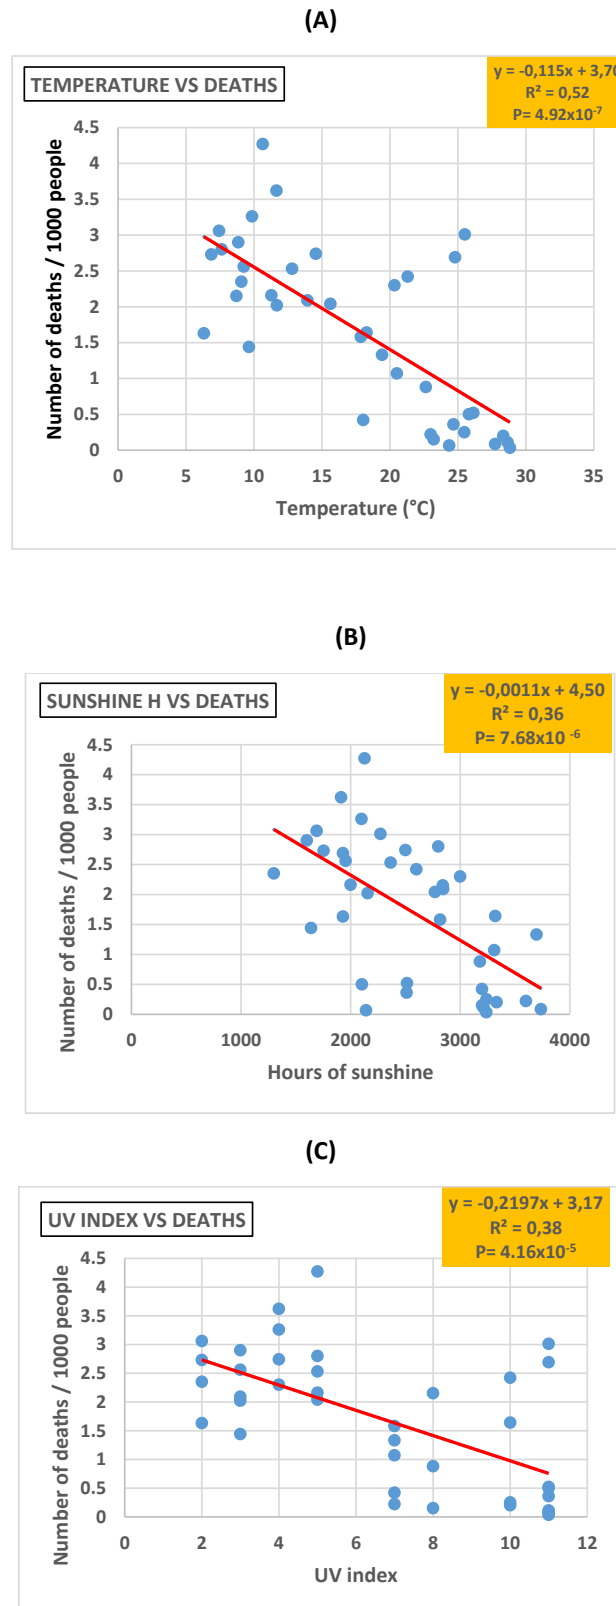 (A)
TEMPERATURE VS DEATHS
y = -0,115x + 3,70
R² = 0,52
P= 4.92x10⁻⁷
Number of deaths / 1000 people
4.5
4
3.5
3
2.5
2
1.5
1
0.5
0
0 5 10 15 20 25 30 35
Temperature (°C)
(B)
SUNSHINE H VS DEATHS
y = -0,0011x + 4,50
R² = 0,36
P= 7.68x10 ⁻⁶
Number of deaths / 1000 people
4.5
4
3.5
3
2.5
2
1.5
1
0.5
0
0 1000 2000 3000 4000
Hours of sunshine
(C)
UV INDEX VS DEATHS
y = -0,2197x + 3,17
R² = 0,38
P= 4.16x10⁻⁵
Number of deaths / 1000 people
4.5
4
3.5
3
2.5
2
1.5
1
0.5
0
0 2 4 6 8 10 12
UV index